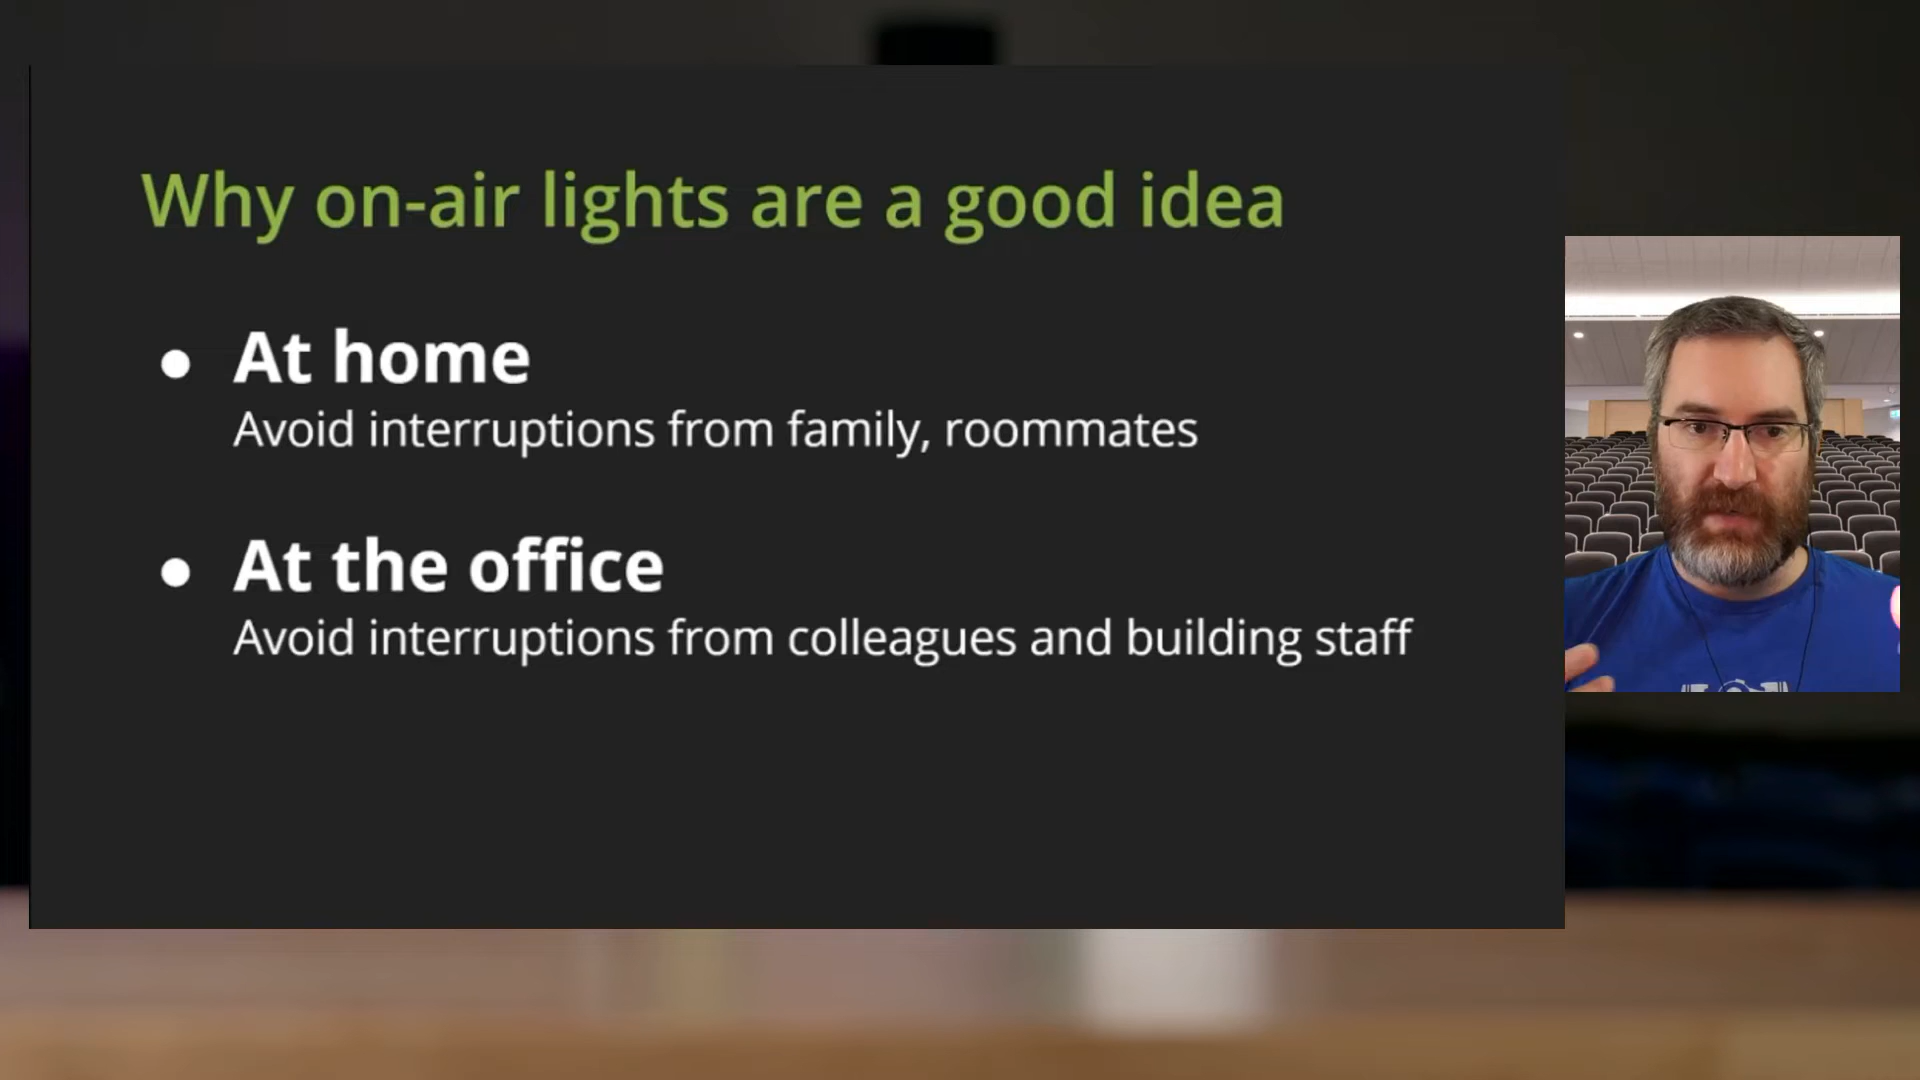 Why on-air lights are a good idea
● At home
Avoid interruptions from family, roommates
● At the office
Avoid interruptions from colleagues and building staff